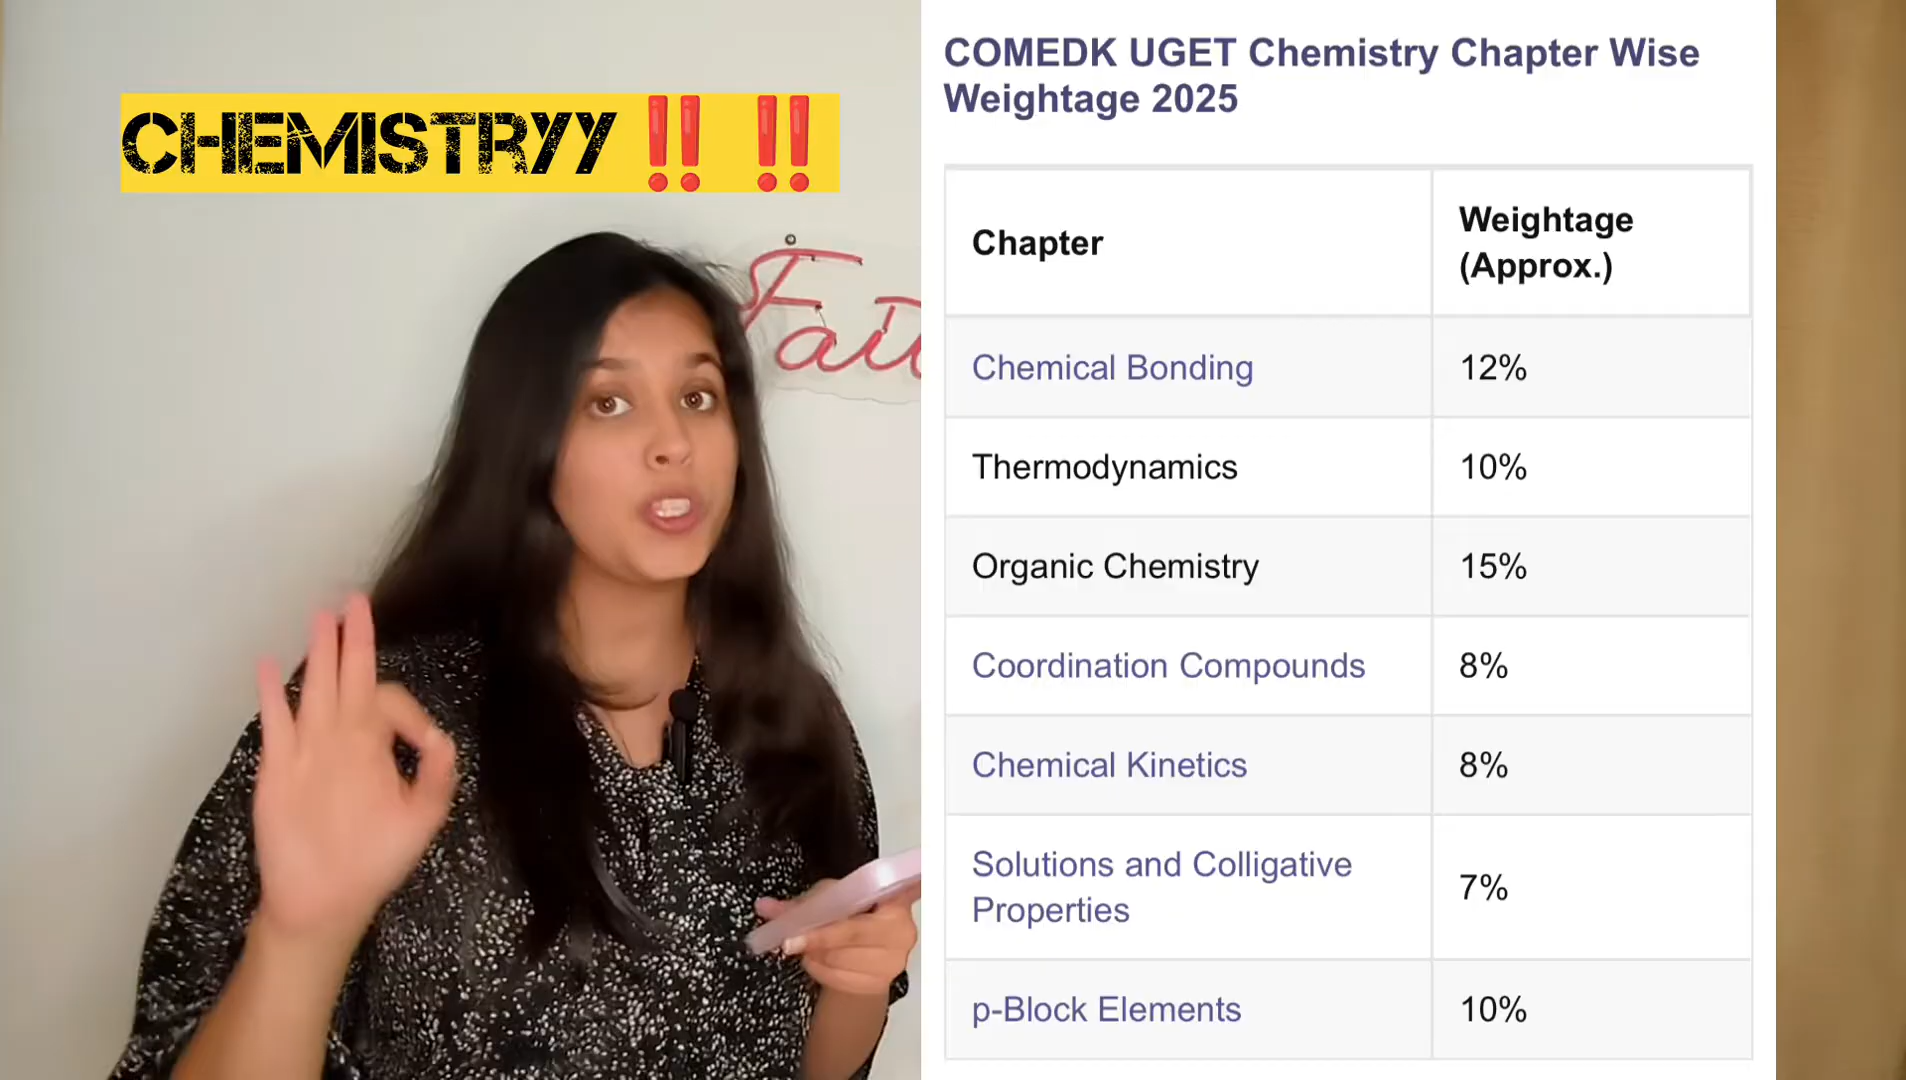 CHEMISTRYY‼️ ‼️
COMEDK UGET Chemistry Chapter Wise
Weightage 2025
Chapter
Weightage
(Approx.)
Chemical Bonding
12%
Thermodynamics
10%
Organic Chemistry
15%
Coordination Compounds
8%
Chemical Kinetics
8%
Solutions and Colligative
Properties
7%
p-Block Elements
10%